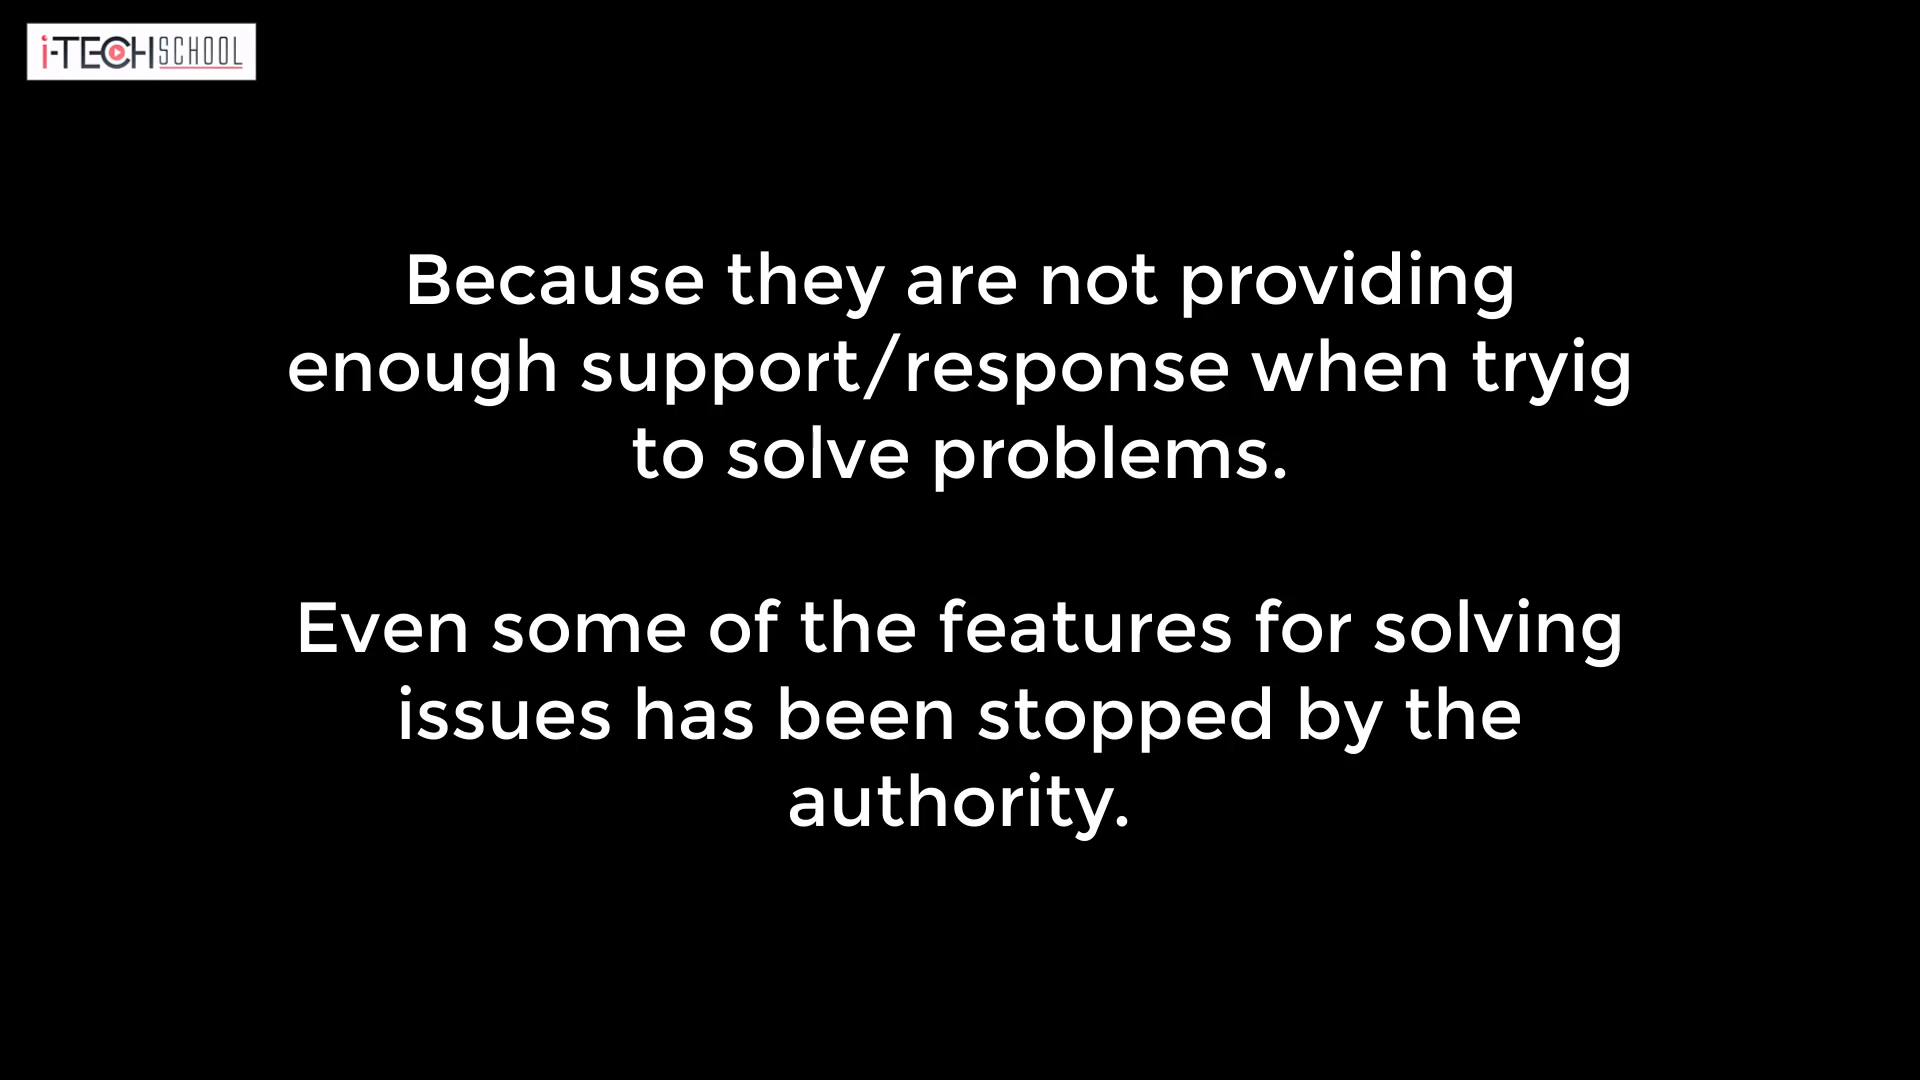 i-TECH SCHOOL
Because they are not providing
enough support/response when tryig
to solve problems.
Even some of the features for solving
issues has been stopped by the
authority.